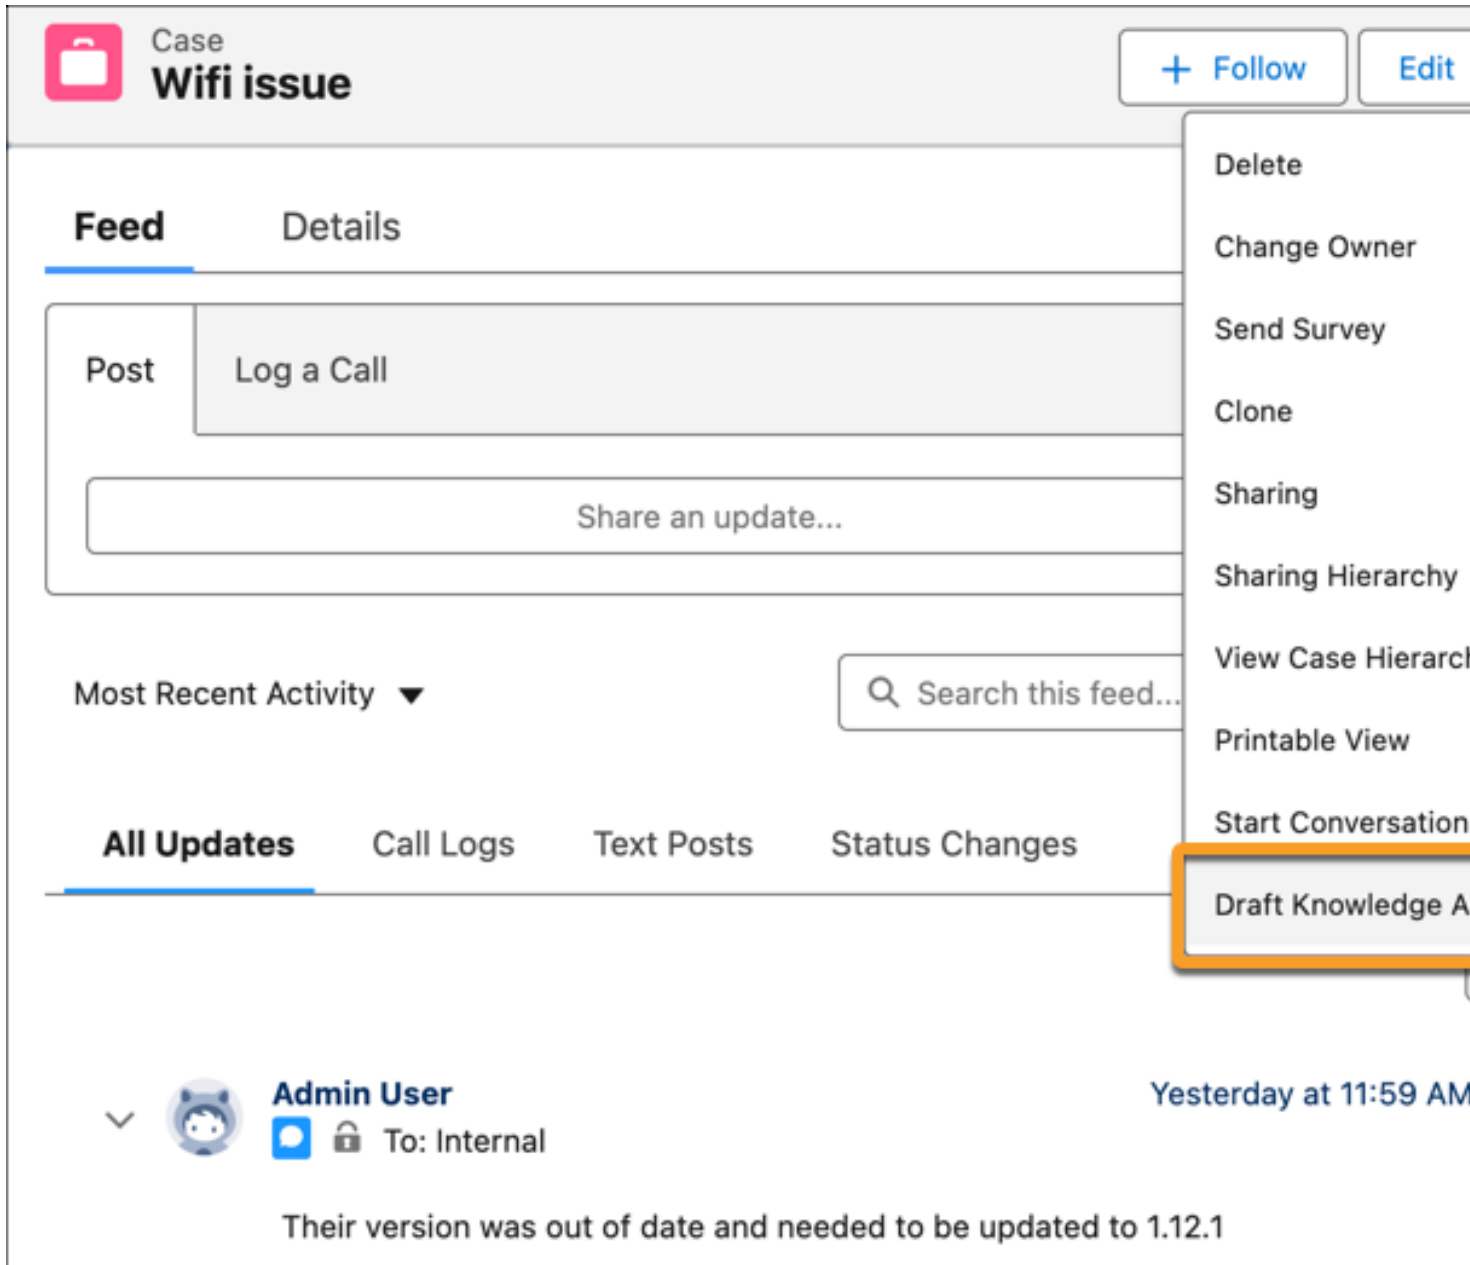 Case
Wifi issue
+ Follow
Edit
Feed
Details
Post
Log a Call
Share an update...
Most Recent Activity
Search this feed...
All Updates
Call Logs
Text Posts
Status Changes
Delete
Change Owner
Send Survey
Clone
Sharing
Sharing Hierarchy
View Case Hierarch
Printable View
Start Conversation
Draft Knowledge A
Admin User
Yesterday at 11:59 AM
To: Internal
Their version was out of date and needed to be updated to 1.12.1